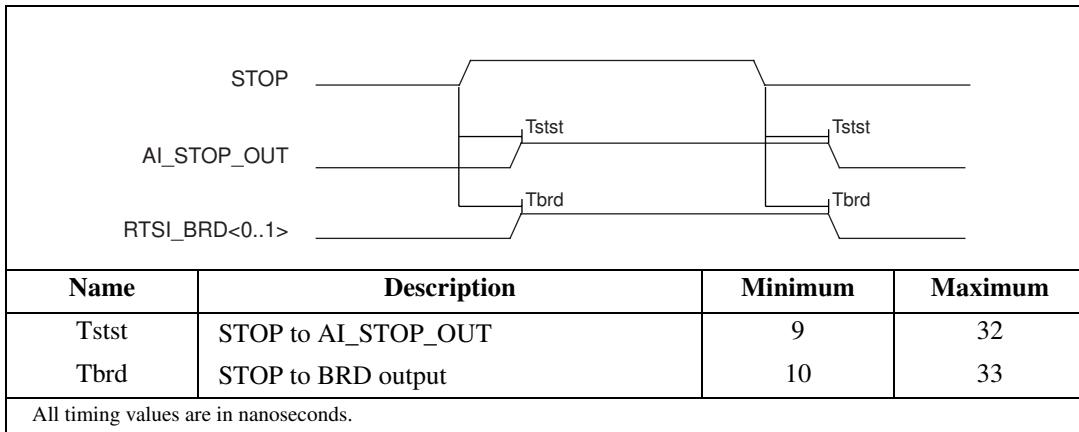 STOP
Tstst Tstst
AI_STOP_OUT
Tbrd Tbrd
RTSI_BRD<0..1>
Name Description Minimum Maximum
Tstst STOP to AI_STOP_OUT 9 32
Tbrd STOP to BRD output 10 33
All timing values are in nanoseconds.